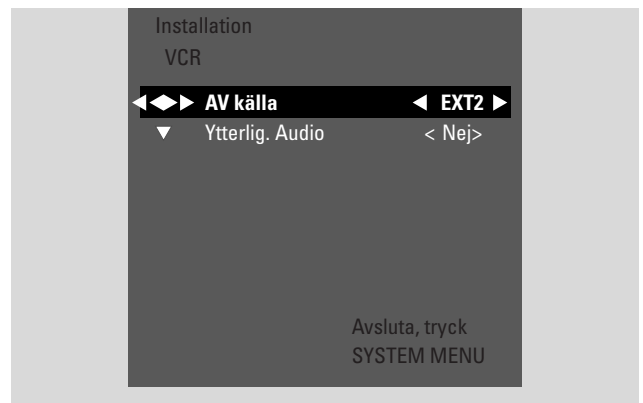 Installation
VCR
AV källa EXT2
Ytterlig. Audio < Nej>
Avsluta, tryck
SYSTEM MENU